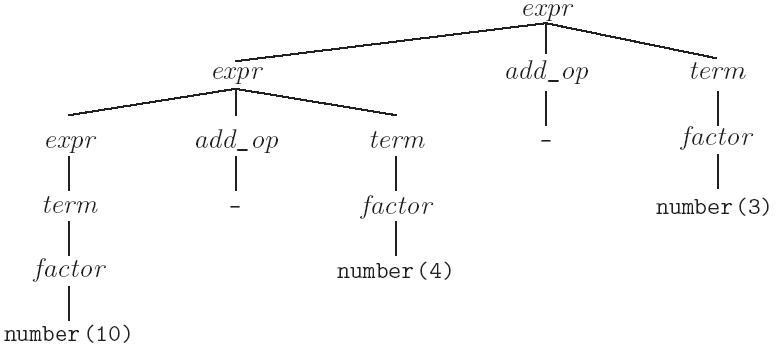 expr
expr add_op term
expr add_op term - factor
term - factor number(3)
factor number(4)
number(10)